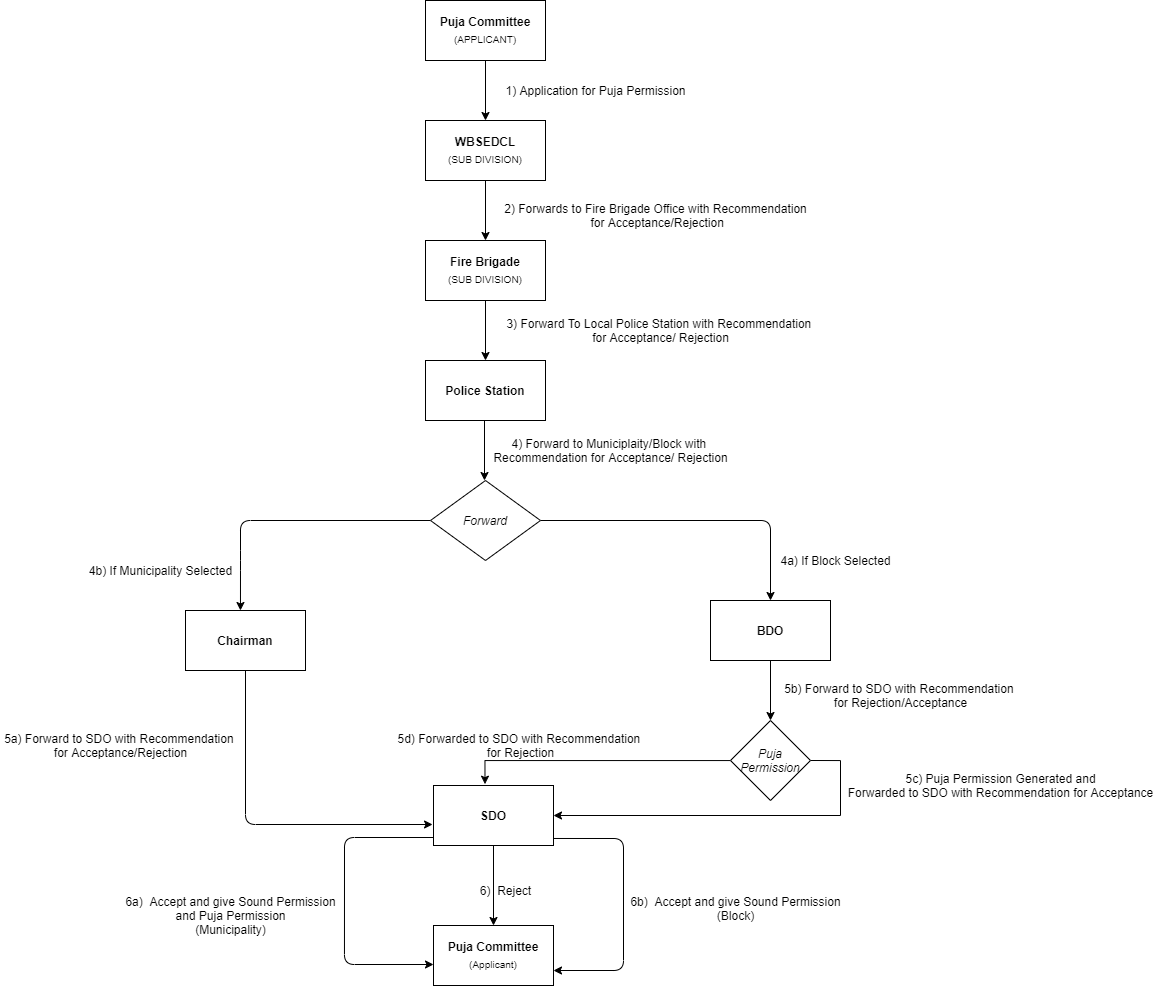 Puja Committee
(APPLICANT)
1) Application for Puja Permission
WBSEDCL
(SUB DIVISION)
2) Forwards to Fire Brigade Office with Recommendation
for Acceptance/Rejection
Fire Brigade
(SUB DIVISION)
3) Forward To Local Police Station with Recommendation
for Acceptance/ Rejection
Police Station
4) Forward to Municiplaity/Block with
Recommendation for Acceptance/ Rejection
Forward
4b) If Municipality Selected
4a) If Block Selected
Chairman
BDO
5b) Forward to SDO with Recommendation
for Rejection/Acceptance
5a) Forward to SDO with Recommendation
for Acceptance/Rejection
5d) Forwarded to SDO with Recommendation
for Rejection
Puja
Permission
5c) Puja Permission Generated and
Forwarded to SDO with Recommendation for Acceptance
SDO
6a) Accept and give Sound Permission
and Puja Permission
(Municipality)
6) Reject
6b) Accept and give Sound Permission
(Block)
Puja Committee
(Applicant)